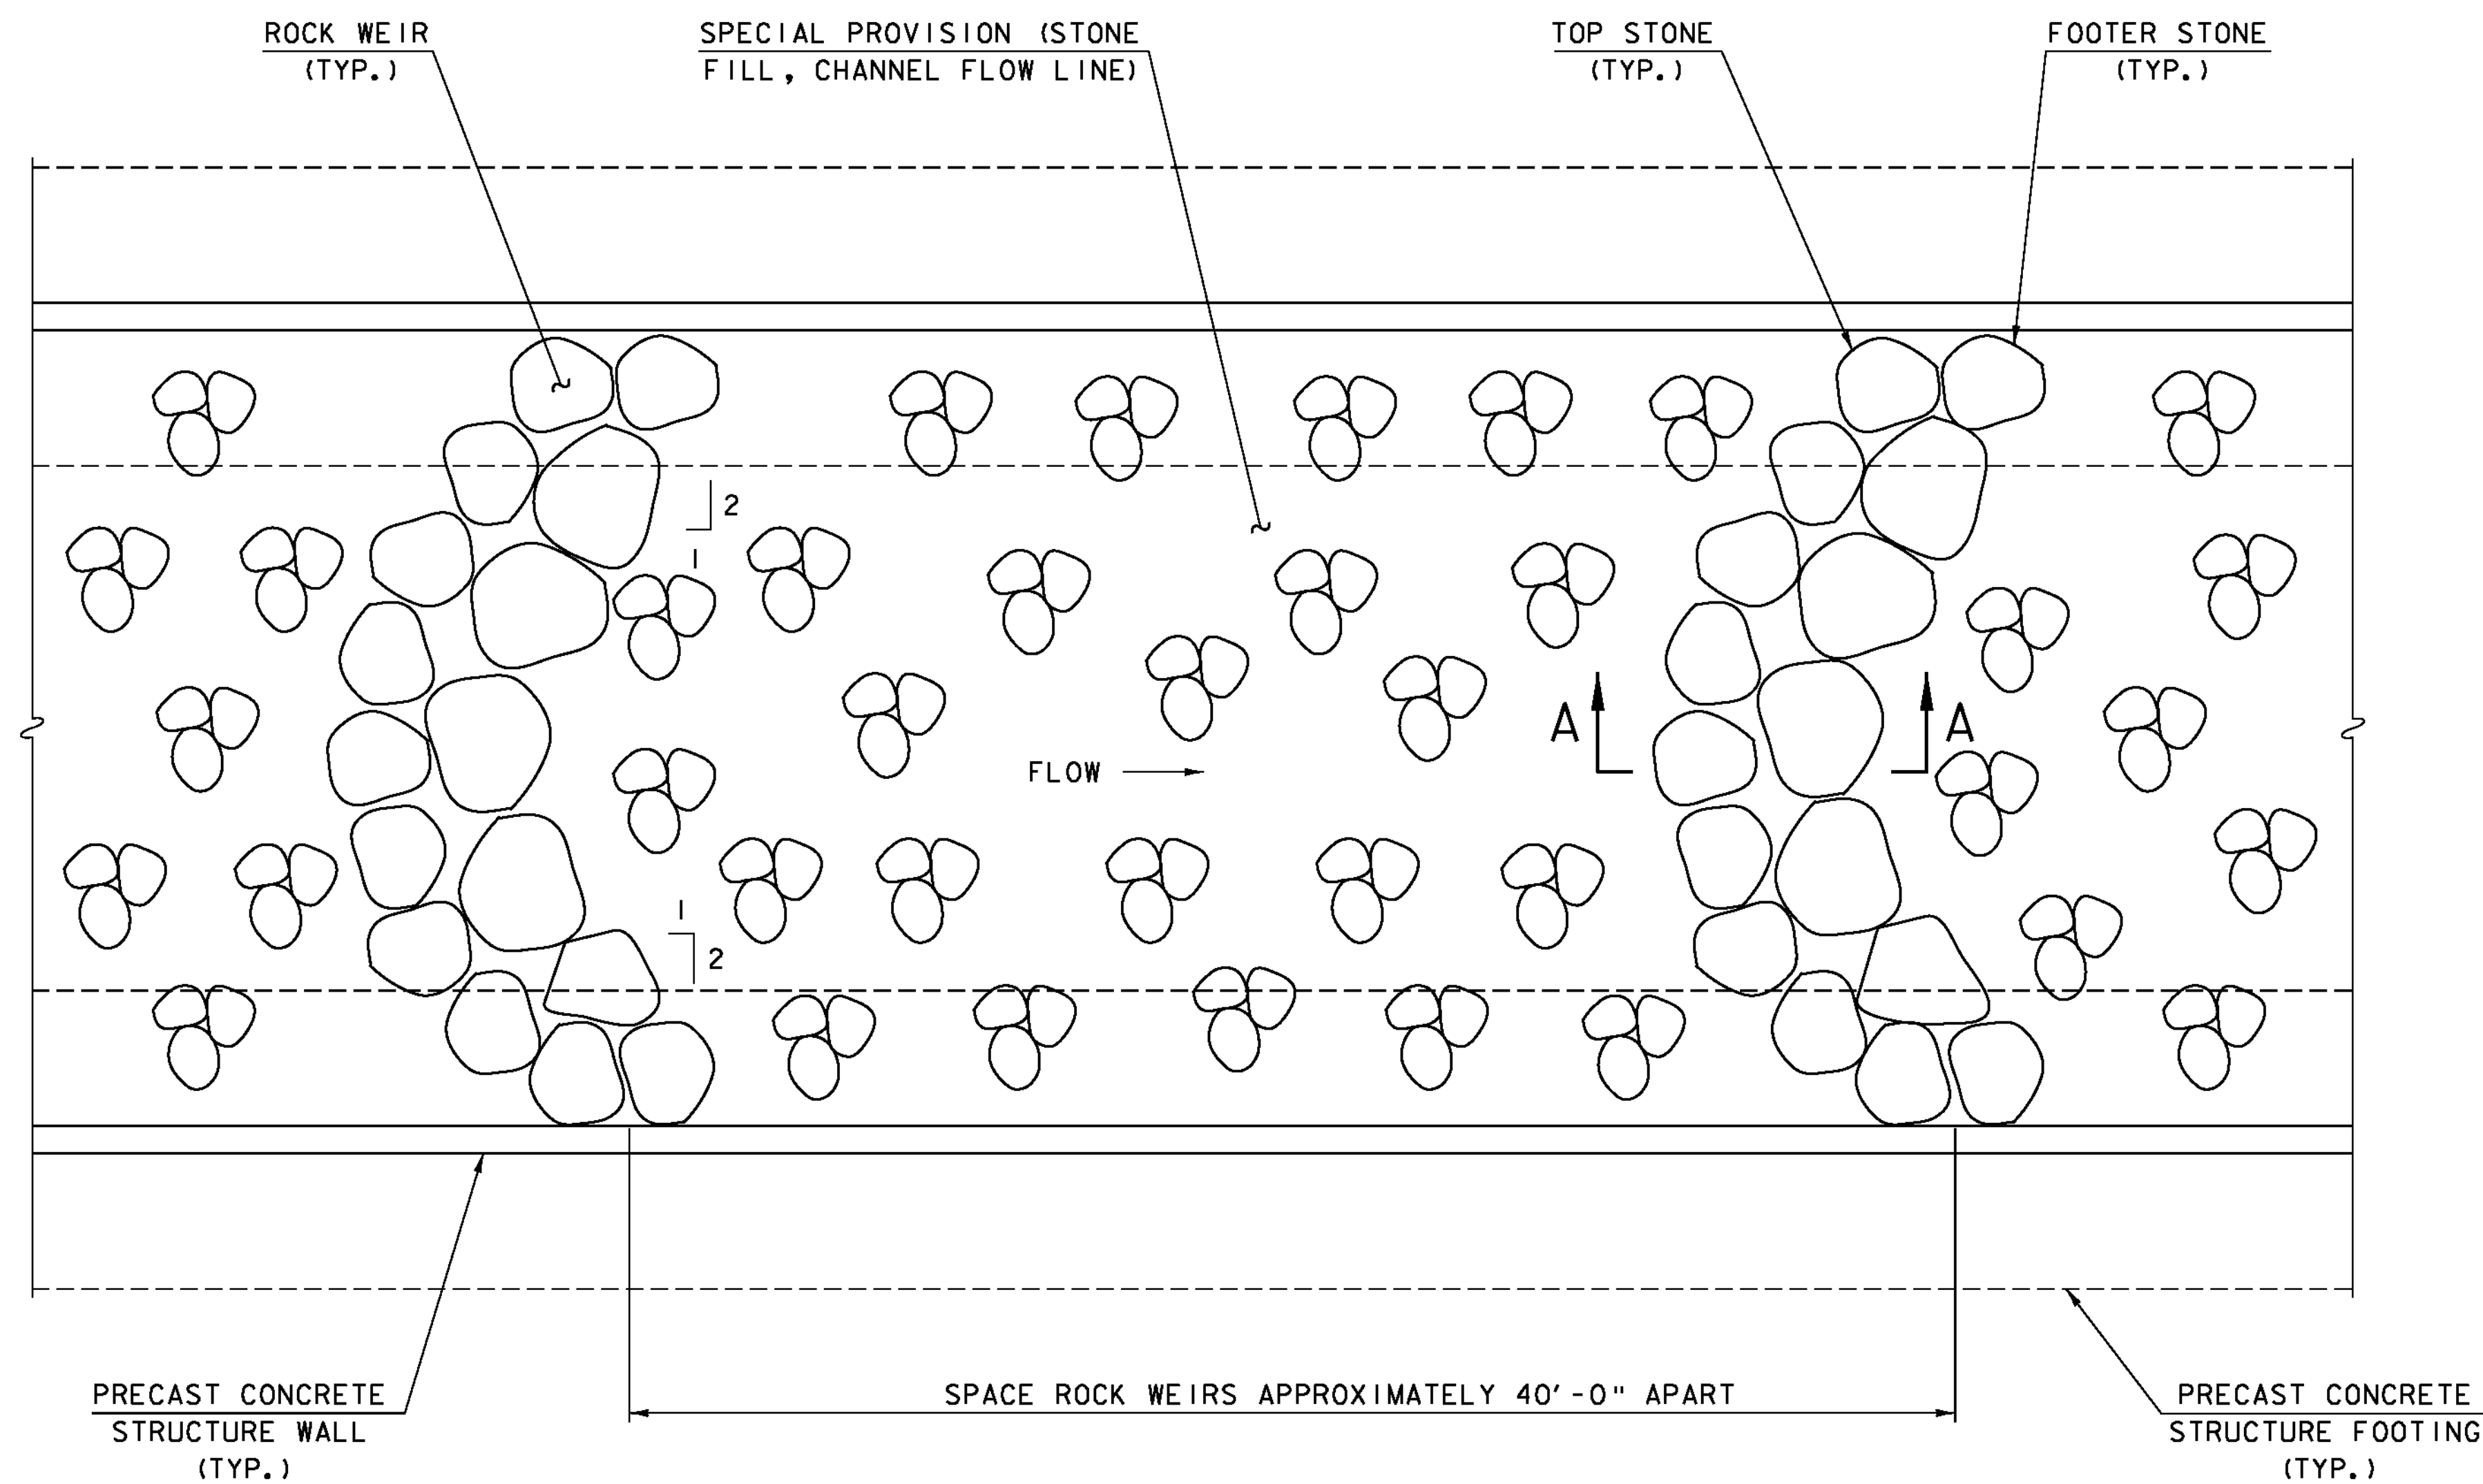 ROCK WEIR
(TYP.)
SPECIAL PROVISION (STONE
FILL, CHANNEL FLOW LINE)
TOP STONE
(TYP.)
FOOTER STONE
(TYP.)
2
1
A
A
FLOW
1
2
SPACE ROCK WEIRS APPROXIMATELY 40'-0" APART
PRECAST CONCRETE
STRUCTURE WALL
(TYP.)
PRECAST CONCRETE
STRUCTURE FOOTING
(TYP.)